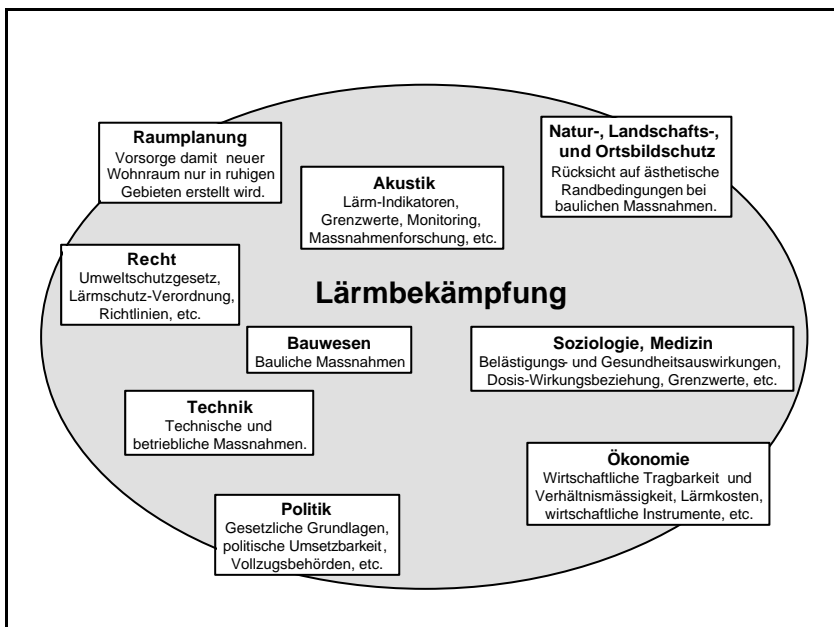 Raumplanung
Vorsorge damit neuer
Wohnraum nur in ruhigen
Gebieten erstellt wird.
Natur-, Landschafts-,
und Ortsbildschutz
Rücksicht auf ästhetische
Randbedingungen bei
baulichen Massnahmen.
Akustik
Lärm-Indikatoren,
Grenzwerte, Monitoring,
Massnahmenforschung, etc.
Recht
Umweltschutzgesetz,
Lärmschutz-Verordnung,
Richtlinien, etc.
Lärmbekämpfung
Bauwesen
Bauliche Massnahmen
Soziologie, Medizin
Belästigungs- und Gesundheitsauswirkungen,
Dosis-Wirkungsbeziehung, Grenzwerte, etc.
Technik
Technische und
betriebliche Massnahmen.
Ökonomie
Wirtschaftliche Tragbarkeit und
Verhältnismässigkeit, Lärmkosten,
wirtschaftliche Instrumente, etc.
Politik
Gesetzliche Grundlagen,
politische Umsetzbarkeit,
Vollzugsbehörden, etc.